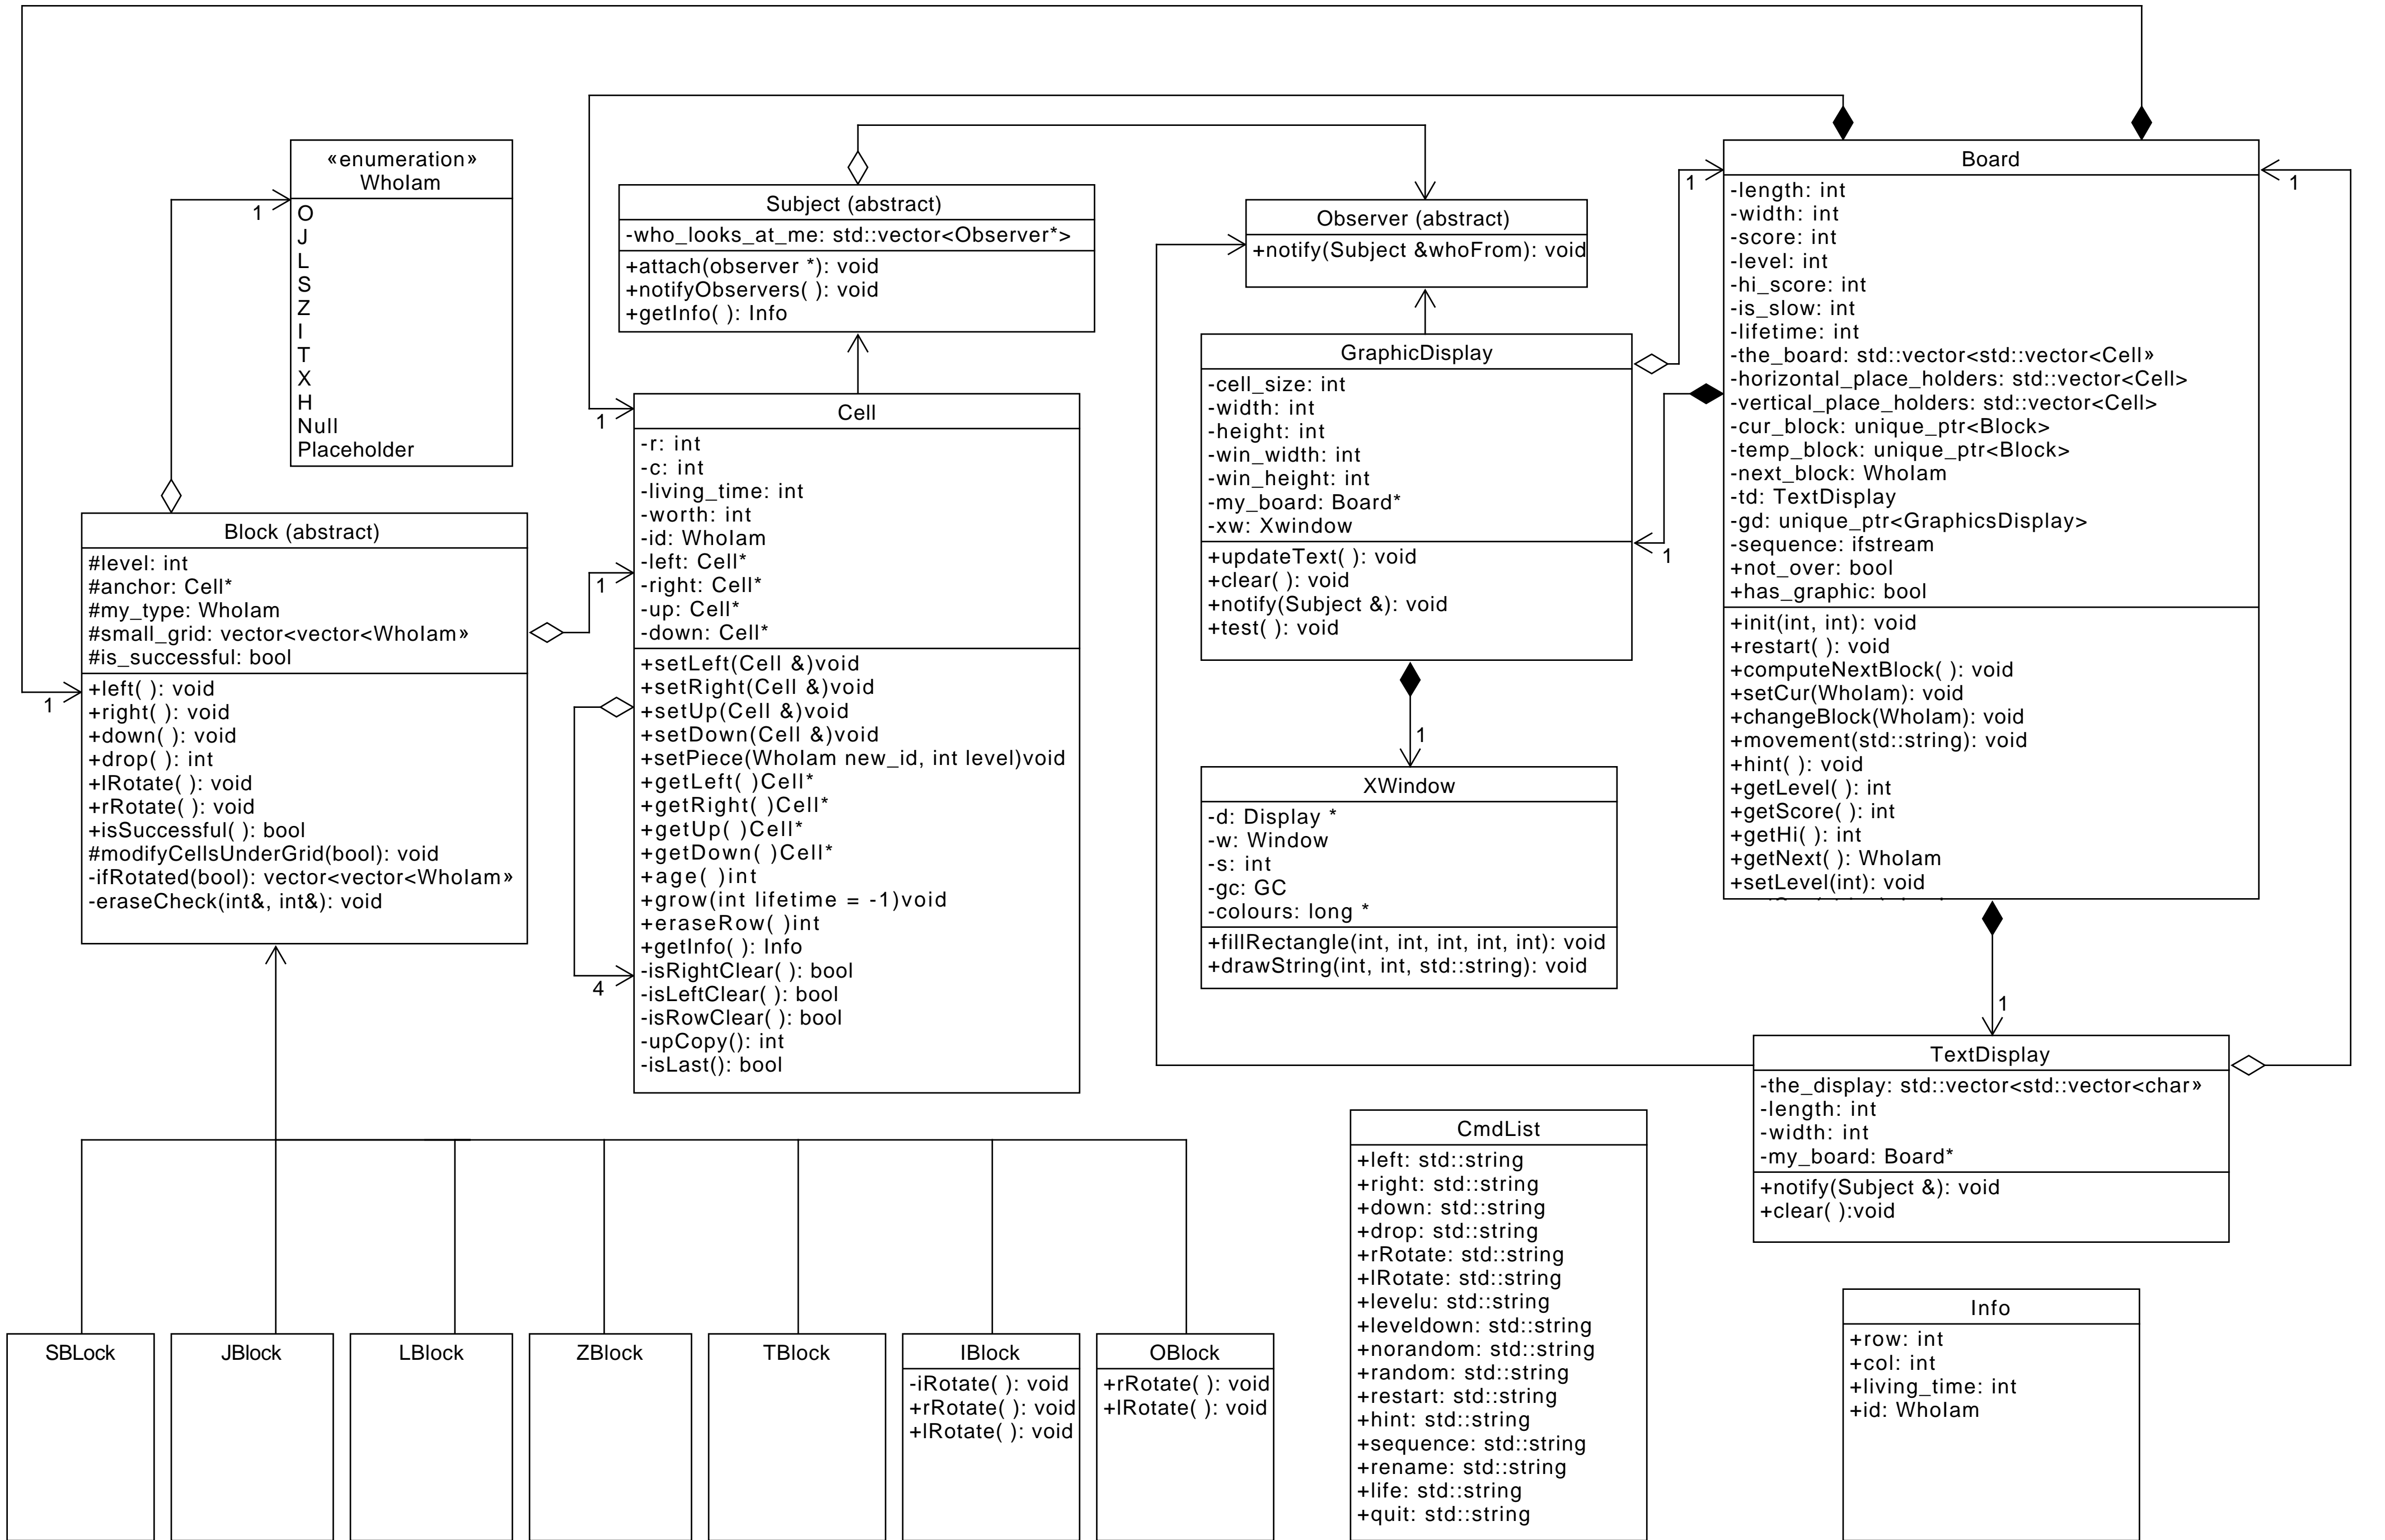 «enumeration»
WhoIam
O
J
L
S
Z
I
T
X
H
Null
Placeholder
1
Subject (abstract)
-who_looks_at_me: std::vector<Observer*>
+attach(observer *): void
+notifyObservers( ): void
+getInfo( ): Info
Observer (abstract)
+notify(Subject &whoFrom): void
Board
-length: int
-width: int
-score: int
-level: int
-hi_score: int
-is_slow: int
-lifetime: int
-the_board: std::vector<std::vector<Cell»
-horizontal_place_holders: std::vector<Cell>
-vertical_place_holders: std::vector<Cell>
-cur_block: unique_ptr<Block>
-temp_block: unique_ptr<Block>
-next_block: WhoIam
-td: TextDisplay
-gd: unique_ptr<GraphicsDisplay>
-sequence: ifstream
+not_over: bool
+has_graphic: bool
+init(int, int): void
+restart( ): void
+computeNextBlock( ): void
+setCur(WhoIam): void
+changeBlock(WhoIam): void
+movement(std::string): void
+hint( ): void
+getLevel( ): int
+getScore( ): int
+getHi( ): int
+getNext( ): WhoIam
+setLevel(int): void
1
1
1
GraphicDisplay
-cell_size: int
-width: int
-height: int
-win_width: int
-win_height: int
-my_board: Board*
-xw: Xwindow
+updateText( ): void
+clear( ): void
+notify(Subject &): void
+test( ): void
1
XWindow
-d: Display *
-w: Window
-s: int
-gc: GC
-colours: long *
+fillRectangle(int, int, int, int, int): void
+drawString(int, int, std::string): void
1
Cell
-r: int
-c: int
-living_time: int
-worth: int
-id: WhoIam
-left: Cell*
-right: Cell*
-up: Cell*
-down: Cell*
+setLeft(Cell &)void
+setRight(Cell &)void
+setUp(Cell &)void
+setDown(Cell &)void
+setPiece(WhoIam new_id, int level)void
+getLeft( )Cell*
+getRight( )Cell*
+getUp( )Cell*
+getDown( )Cell*
+age( )int
+grow(int lifetime = -1)void
+eraseRow( )int
+getInfo( ): Info
-isRightClear( ): bool
-isLeftClear( ): bool
-isRowClear( ): bool
-upCopy(): int
-isLast(): bool
1
4
Block (abstract)
#level: int
#anchor: Cell*
#my_type: WhoIam
#small_grid: vector<vector<WhoIam»
#is_successful: bool
+left( ): void
+right( ): void
+down( ): void
+drop( ): int
+lRotate( ): void
+rRotate( ): void
+isSuccessful( ): bool
#modifyCellsUnderGrid(bool): void
-ifRotated(bool): vector<vector<WhoIam»
-eraseCheck(int&, int&): void
1
1
TextDisplay
-the_display: std::vector<std::vector<char»
-length: int
-width: int
-my_board: Board*
+notify(Subject &): void
+clear( ):void
SBLock
JBlock
LBlock
ZBlock
TBlock
IBlock
-iRotate( ): void
+rRotate( ): void
+lRotate( ): void
OBlock
+rRotate( ): void
+lRotate( ): void
CmdList
+left: std::string
+right: std::string
+down: std::string
+drop: std::string
+rRotate: std::string
+lRotate: std::string
+levelu: std::string
+leveldown: std::string
+norandom: std::string
+random: std::string
+restart: std::string
+hint: std::string
+sequence: std::string
+rename: std::string
+life: std::string
+quit: std::string
Info
+row: int
+col: int
+living_time: int
+id: WhoIam